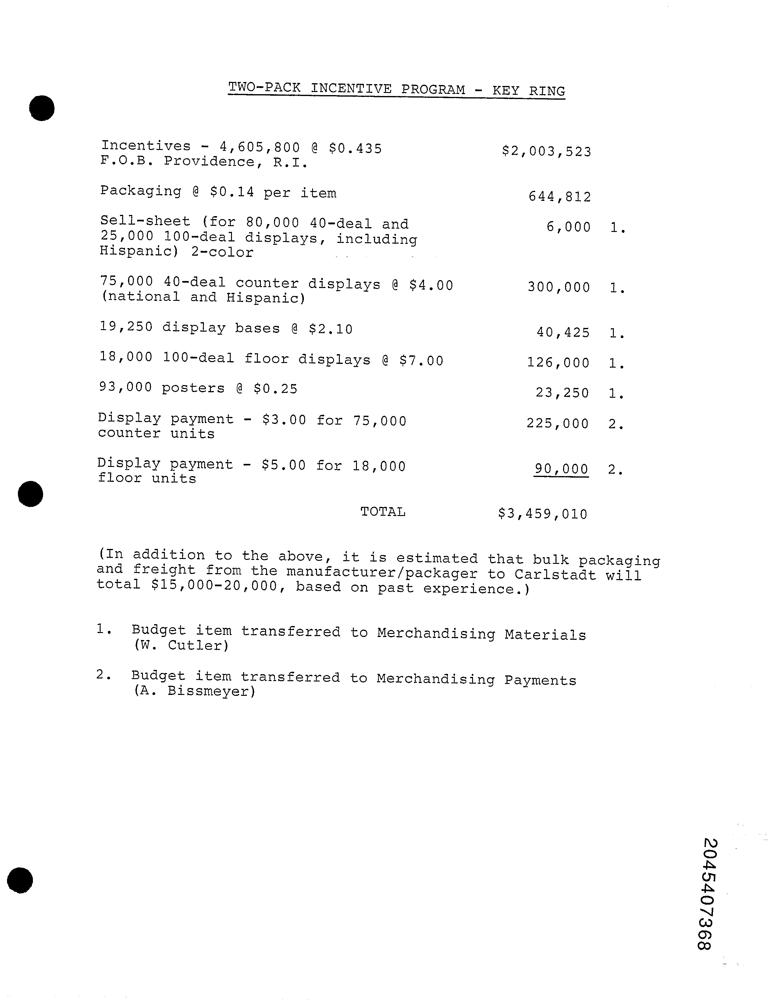 TWO-PACK INCENTIVE PROGRAM - KEY RING
Incentives - 4,605,800 @ $0.435 $2,003,523
F.O.B. Providence, R.I.
Packaging @ $0.14 per item 644,812
Sell-sheet (for 80,000 40-deal and 6,000 1.
25,000 100-deal displays, including
Hispanic) 2-color
75,000 40-deal counter displays @ $4.00 300,000 1.
(national and Hispanic)
19,250 display bases @ $2.10 40,425 1.
18,000 100-deal floor displays @ $7.00 126,000 1.
93,000 posters @ $0.25 23,250 1.
Display payment - $3.00 for 75,000 225,000 2.
counter units
Display payment - $5.00 for 18,000 90,000 2.
floor units
TOTAL $3,459,010
(In addition to the above, it is estimated that bulk packaging
and freight from the manufacturer/packager to Carlstadt will
total $15,000-20,000, based on past experience.)
1. Budget item transferred to Merchandising Materials
(W. Cutler)
2. Budget item transferred to Merchandising Payments
(A. Bissmeyer)
2045407368